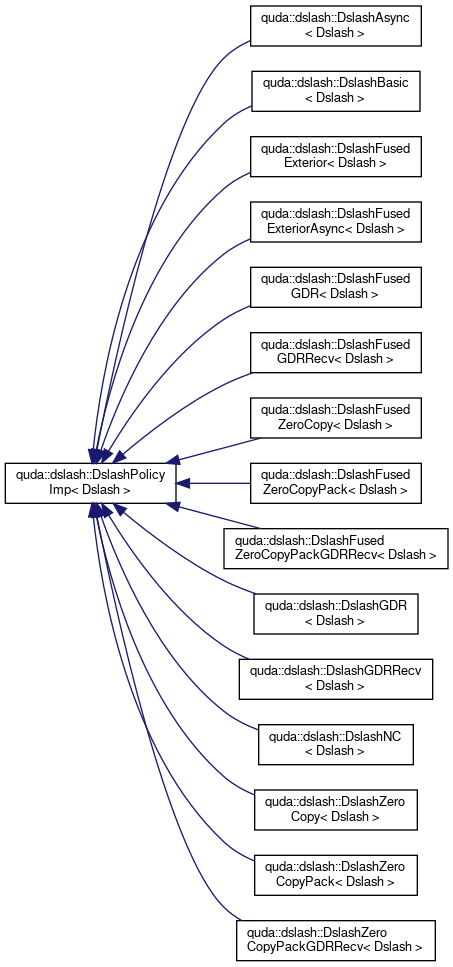 quda::dslash::DslashAsync
< Dslash >
quda::dslash::DslashBasic
< Dslash >
quda::dslash::DslashFused
Exterior< Dslash >
quda::dslash::DslashFused
ExteriorAsync< Dslash >
quda::dslash::DslashFused
GDR< Dslash >
quda::dslash::DslashFused
GDRRecv< Dslash >
quda::dslash::DslashFused
ZeroCopy< Dslash >
quda::dslash::DslashPolicy
Imp< Dslash >
quda::dslash::DslashFused
ZeroCopyPack< Dslash >
quda::dslash::DslashFused
ZeroCopyPackGDRRecv< Dslash >
quda::dslash::DslashGDR
< Dslash >
quda::dslash::DslashGDRRecv
< Dslash >
quda::dslash::DslashNC
< Dslash >
quda::dslash::DslashZero
Copy< Dslash >
quda::dslash::DslashZero
CopyPack< Dslash >
quda::dslash::DslashZero
CopyPackGDRRecv< Dslash >